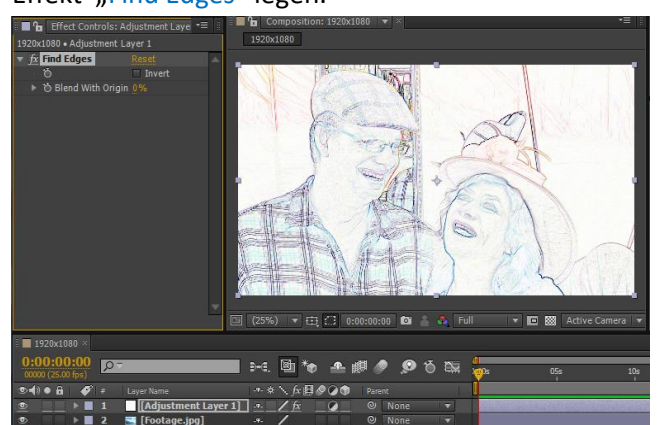 Effekt „Find Edges" legen.
Effect Controls: Adjustment Laye
1920x1080 • Adjustment Layer 1
fx Find Edges Reset
Invert
Blend With Origin 0%
Composition: 1920x1080
1920x1080
(25%) 0:00:00:00 Full Active Camera
1920x1080
0:00:00:00
00000 (25.00 fps)
05s 10s
# Layer Name fx Parent
1 [Adjustment Layer 1] fx None
2 [Footage.jpg] None